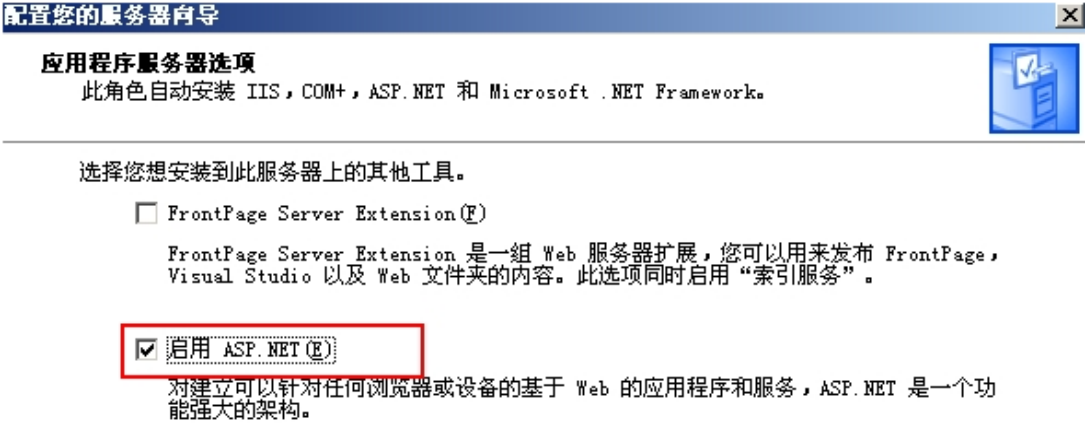 配置您的服务器向导
应用程序服务器选项
此角色自动安装 IIS，COM+，ASP.NET 和 Microsoft .NET Framework。
选择您想安装到此服务器上的其他工具。
FrontPage Server Extension(F)
FrontPage Server Extension 是一组 Web 服务器扩展，您可以用来发布 FrontPage，
Visual Studio 以及 Web 文件夹的内容。此选项同时启用“索引服务”。
启用 ASP.NET(E)
对建立可以针对任何浏览器或设备的基于 Web 的应用程序和服务，ASP.NET 是一个功
能强大的架构。